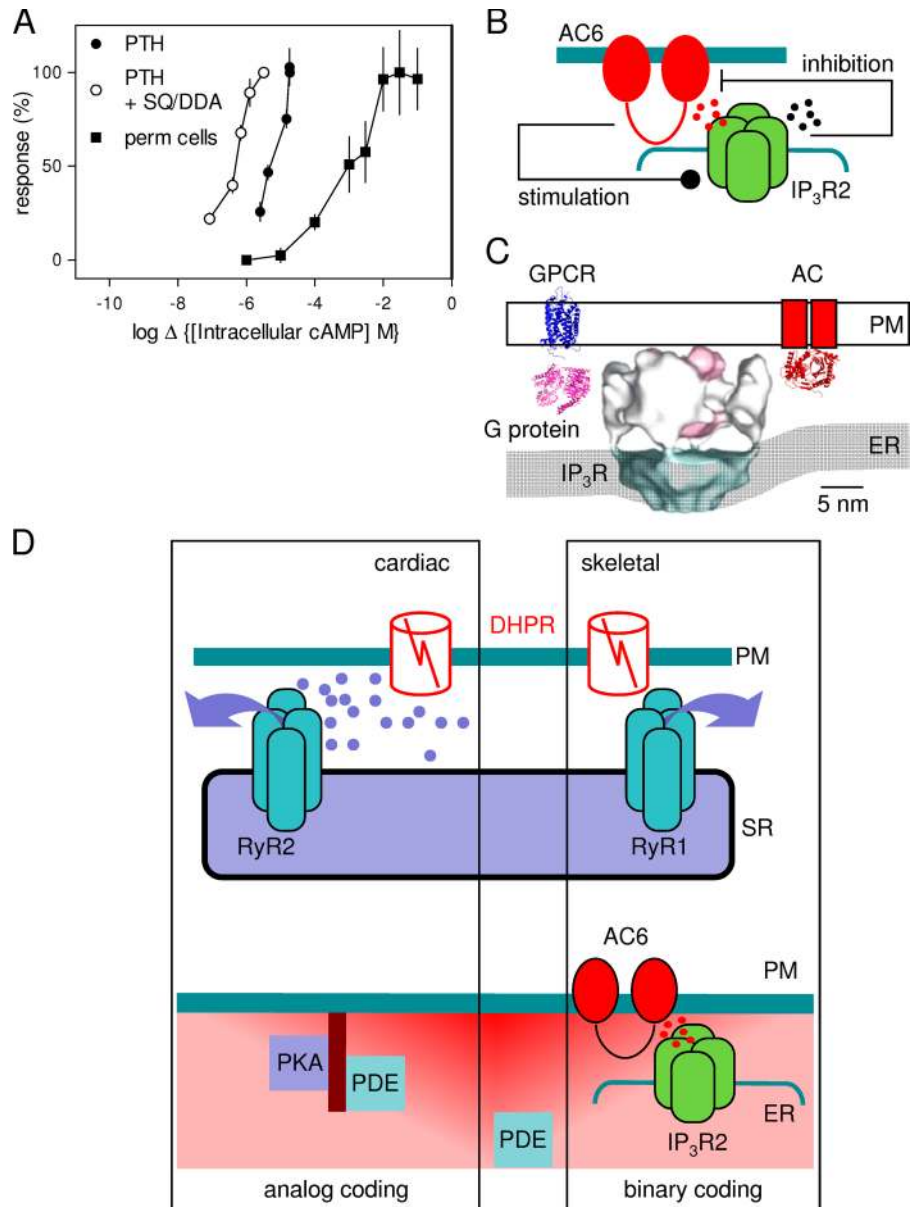 A
PTH
PTH
+ SQ/DDA
perm cells
response (%)
100
50
0
-10
-8
-6
-4
-2
0
log Δ {[Intracellular cAMP] M}
B
AC6
inhibition
stimulation
IP₃R2
C
GPCR
AC
PM
G protein
IP₃R
ER
5 nm
D
cardiac
skeletal
DHPR
PM
RyR2
RyR1
SR
AC6
PM
PKA
PDE
PDE
IP₃R2
ER
analog coding
binary coding